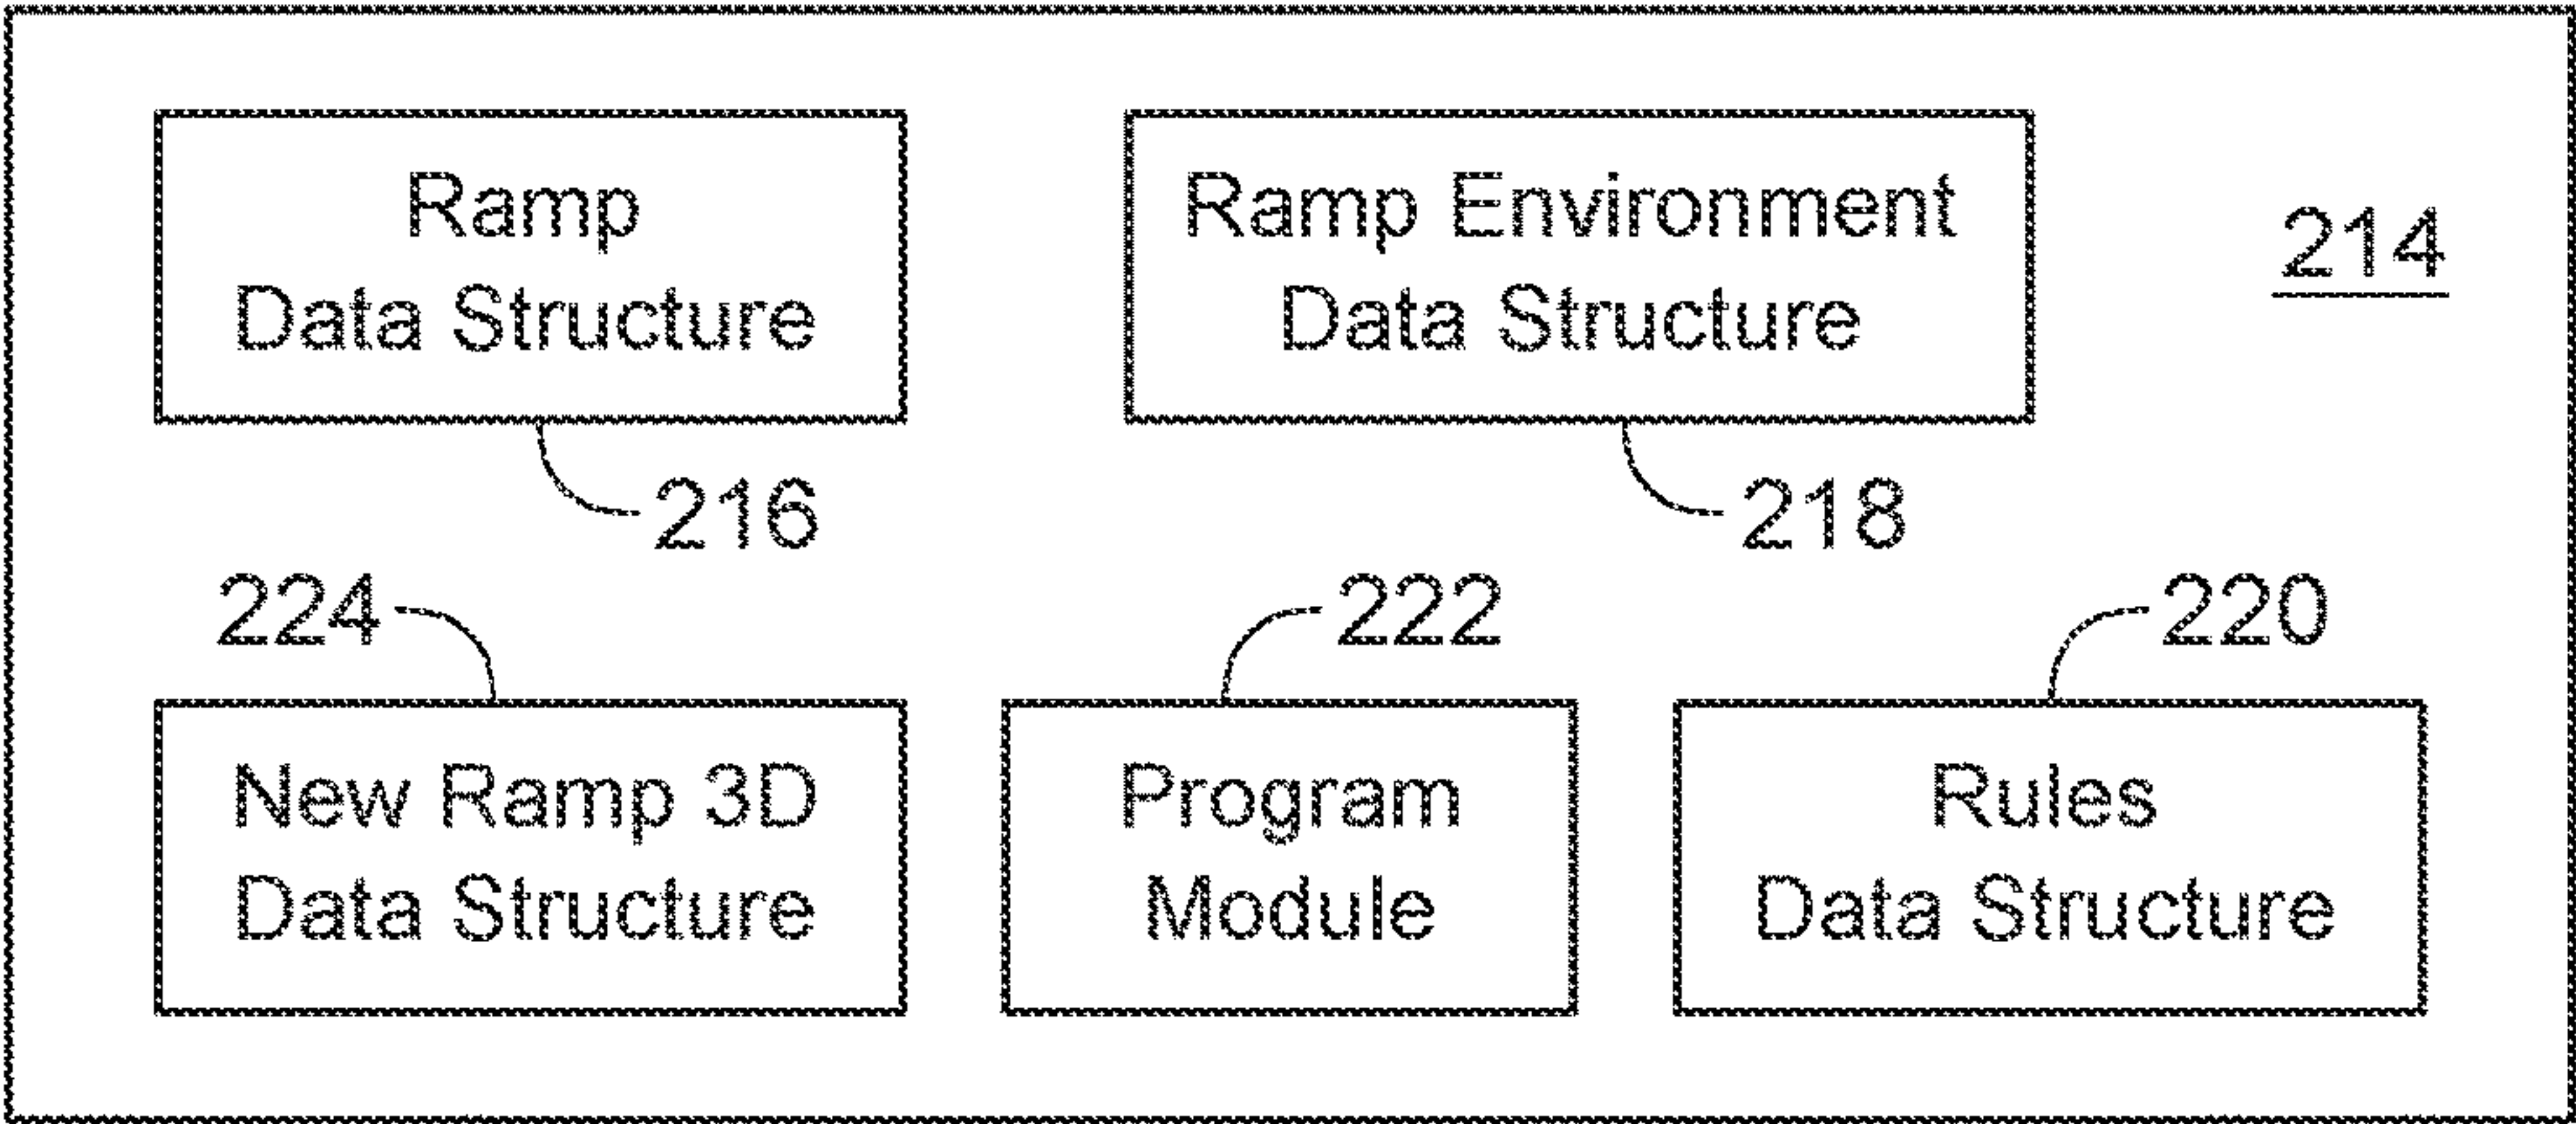 Ramp
Data Structure
216
Ramp Environment
Data Structure
218
214
224
New Ramp 3D
Data Structure
222
Program
Module
220
Rules
Data Structure